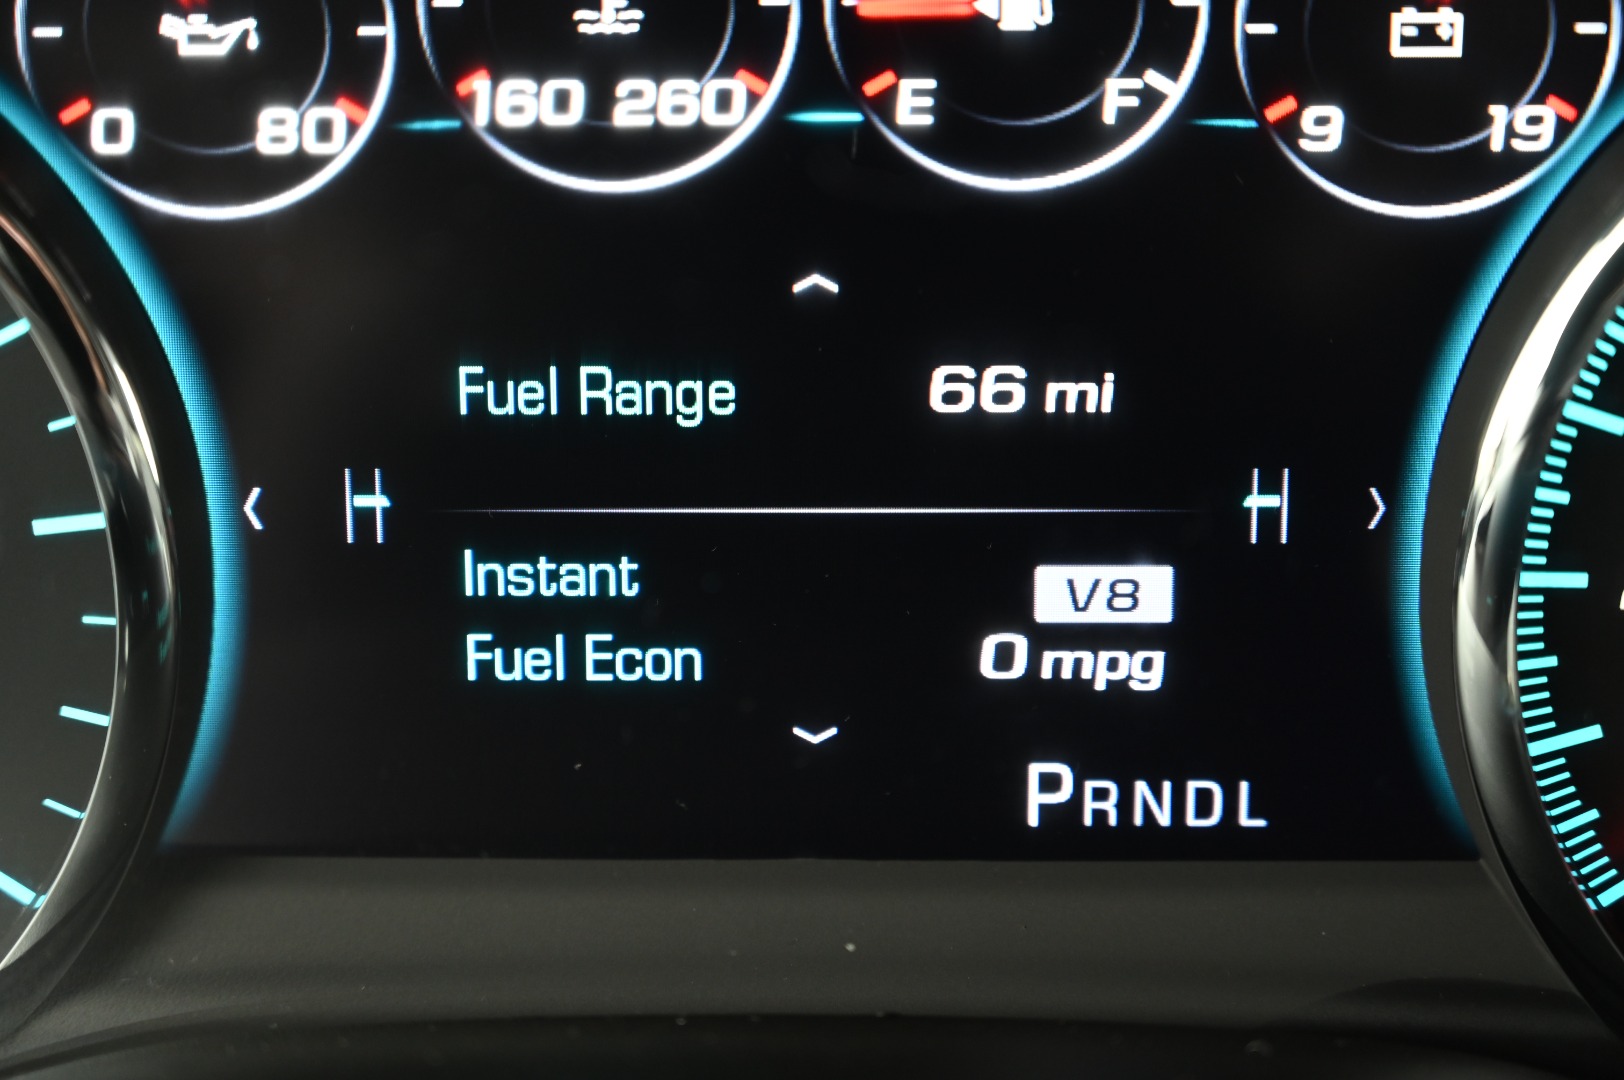 0 80 160 260 E F 9 19
Fuel Range 66 mi
Instant V8
Fuel Econ 0 mpg
PRNDL